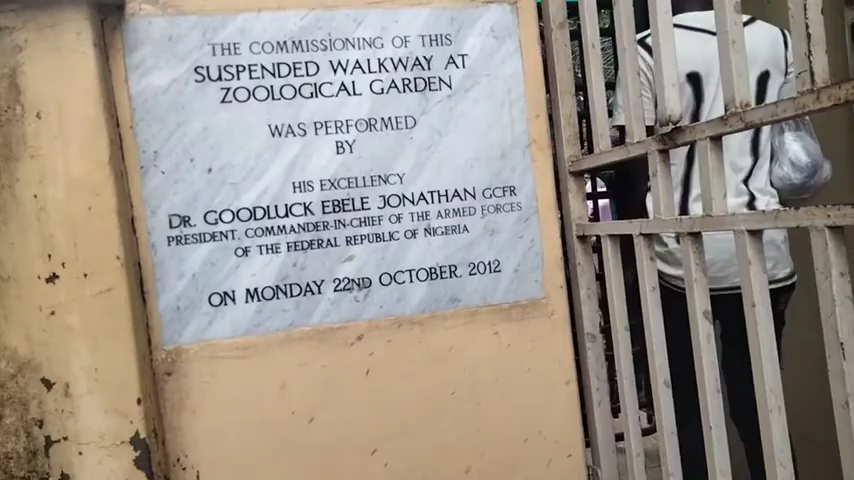 THE COMMISSIONING OF THIS
SUSPENDED WALKWAY AT
ZOOLOGICAL GARDEN
WAS PERFORMED
BY
HIS EXCELLENCY
DR. GOODLUCK EBELE JONATHAN GCFR
PRESIDENT, COMMANDER-IN-CHIEF OF THE ARMED FORCES
OF THE FEDERAL REPUBLIC OF NIGERIA
ON MONDAY 22ND OCTOBER, 2012